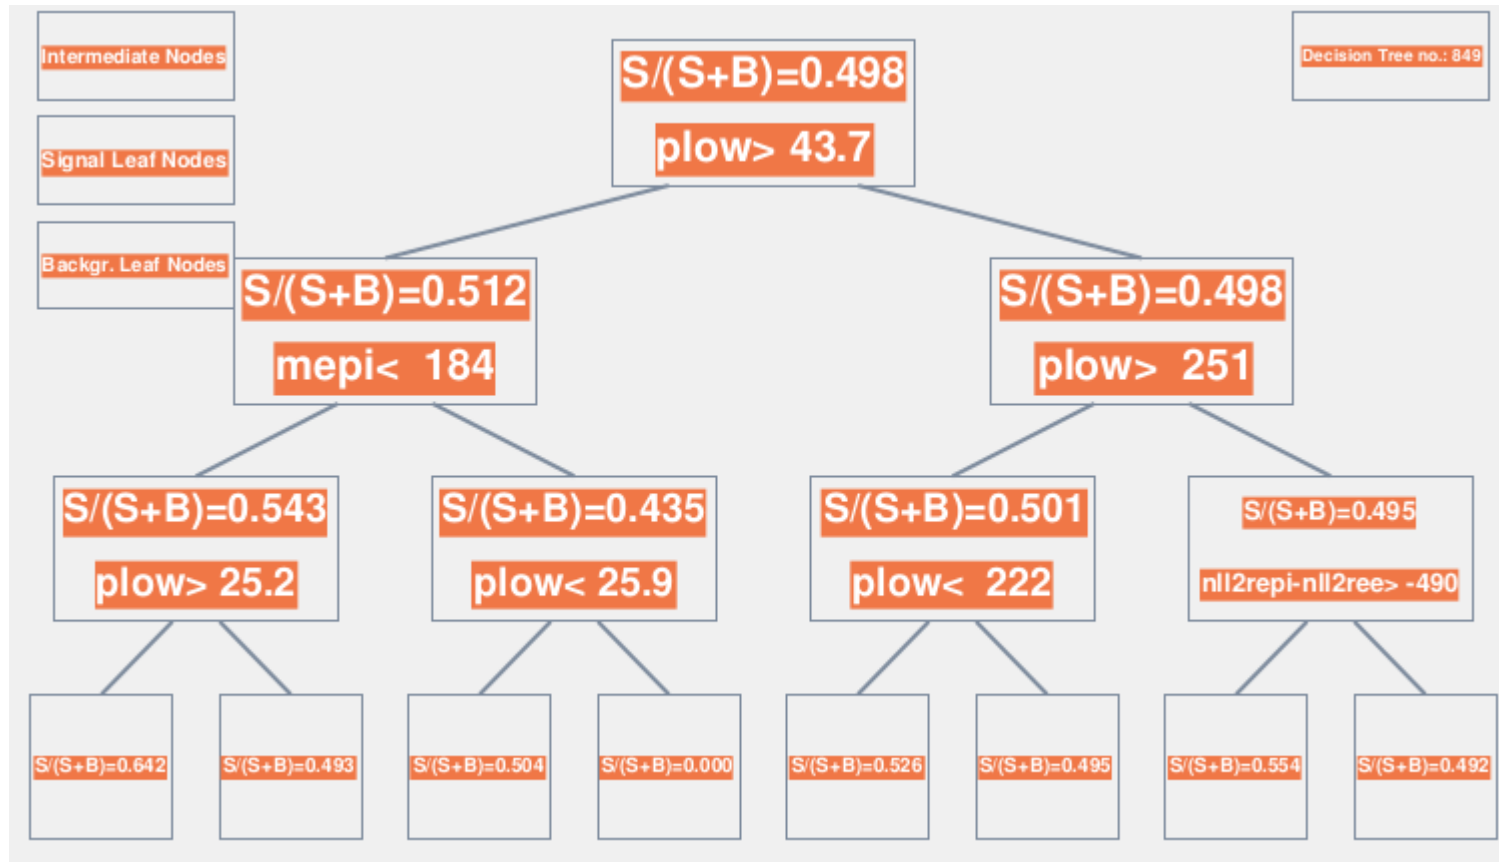 Intermediate Nodes
Signal Leaf Nodes
Backgr. Leaf Nodes
Decision Tree no.: 849
S/(S+B)=0.498
plow> 43.7
S/(S+B)=0.512
mepi< 184
S/(S+B)=0.498
plow> 251
S/(S+B)=0.543
plow> 25.2
S/(S+B)=0.435
plow< 25.9
S/(S+B)=0.501
plow< 222
S/(S+B)=0.495
nll2repi-nll2ree> -490
S/(S+B)=0.642
S/(S+B)=0.493
S/(S+B)=0.504
S/(S+B)=0.000
S/(S+B)=0.526
S/(S+B)=0.495
S/(S+B)=0.554
S/(S+B)=0.492